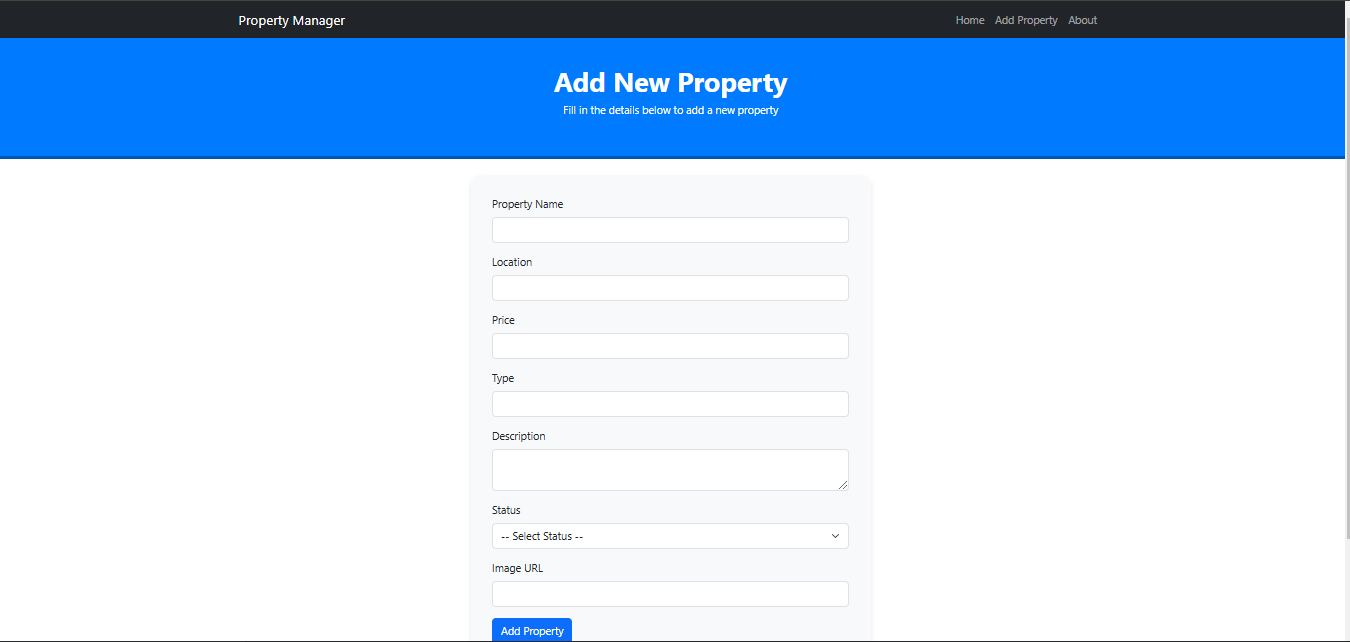 Property Manager
Home Add Property About
Add New Property
Fill in the details below to add a new property
Property Name
Location
Price
Type
Description
Status
-- Select Status --
Image URL
Add Property